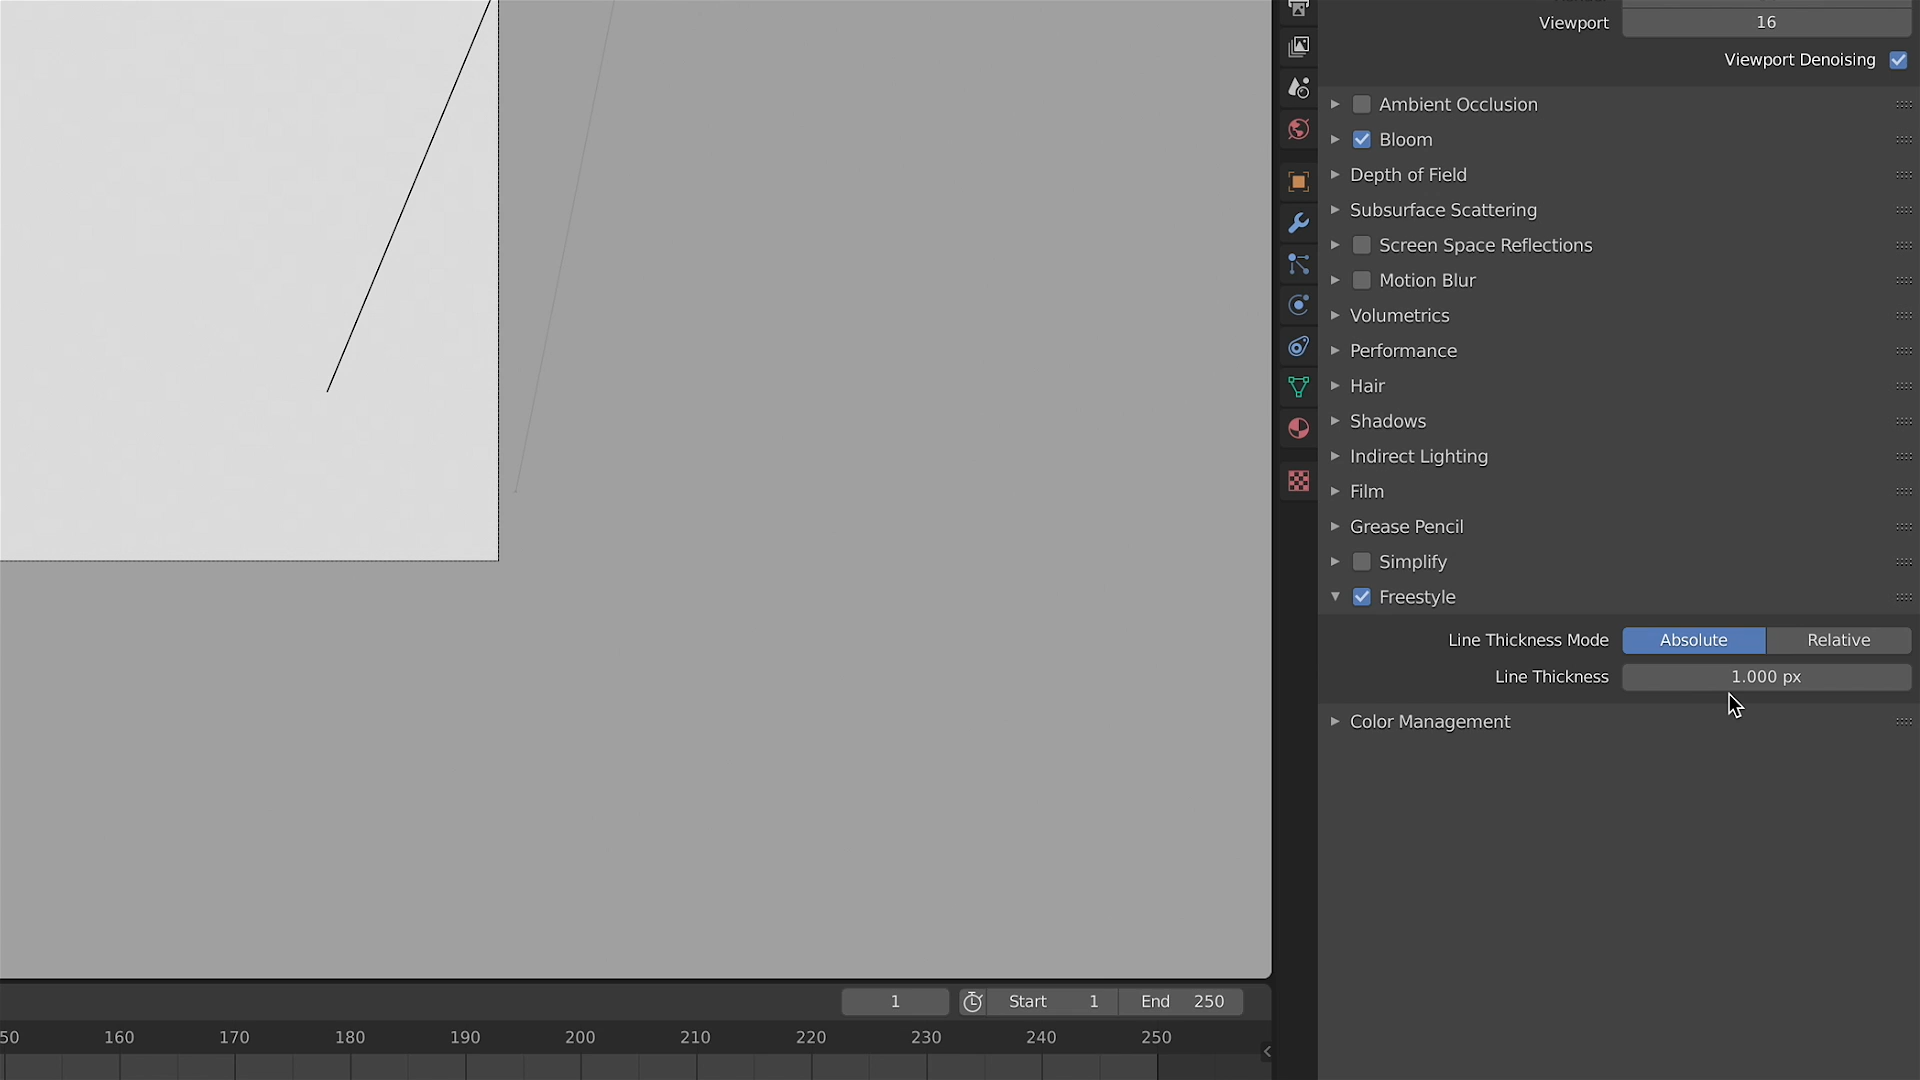 Viewport 16
Viewport Denoising
Ambient Occlusion
Bloom
Depth of Field
Subsurface Scattering
Screen Space Reflections
Motion Blur
Volumetrics
Performance
Hair
Shadows
Indirect Lighting
Film
Grease Pencil
Simplify
Freestyle
Line Thickness Mode Absolute Relative
Line Thickness 1.000 px
Color Management
1 Start 1 End 250
50 160 170 180 190 200 210 220 230 240 250